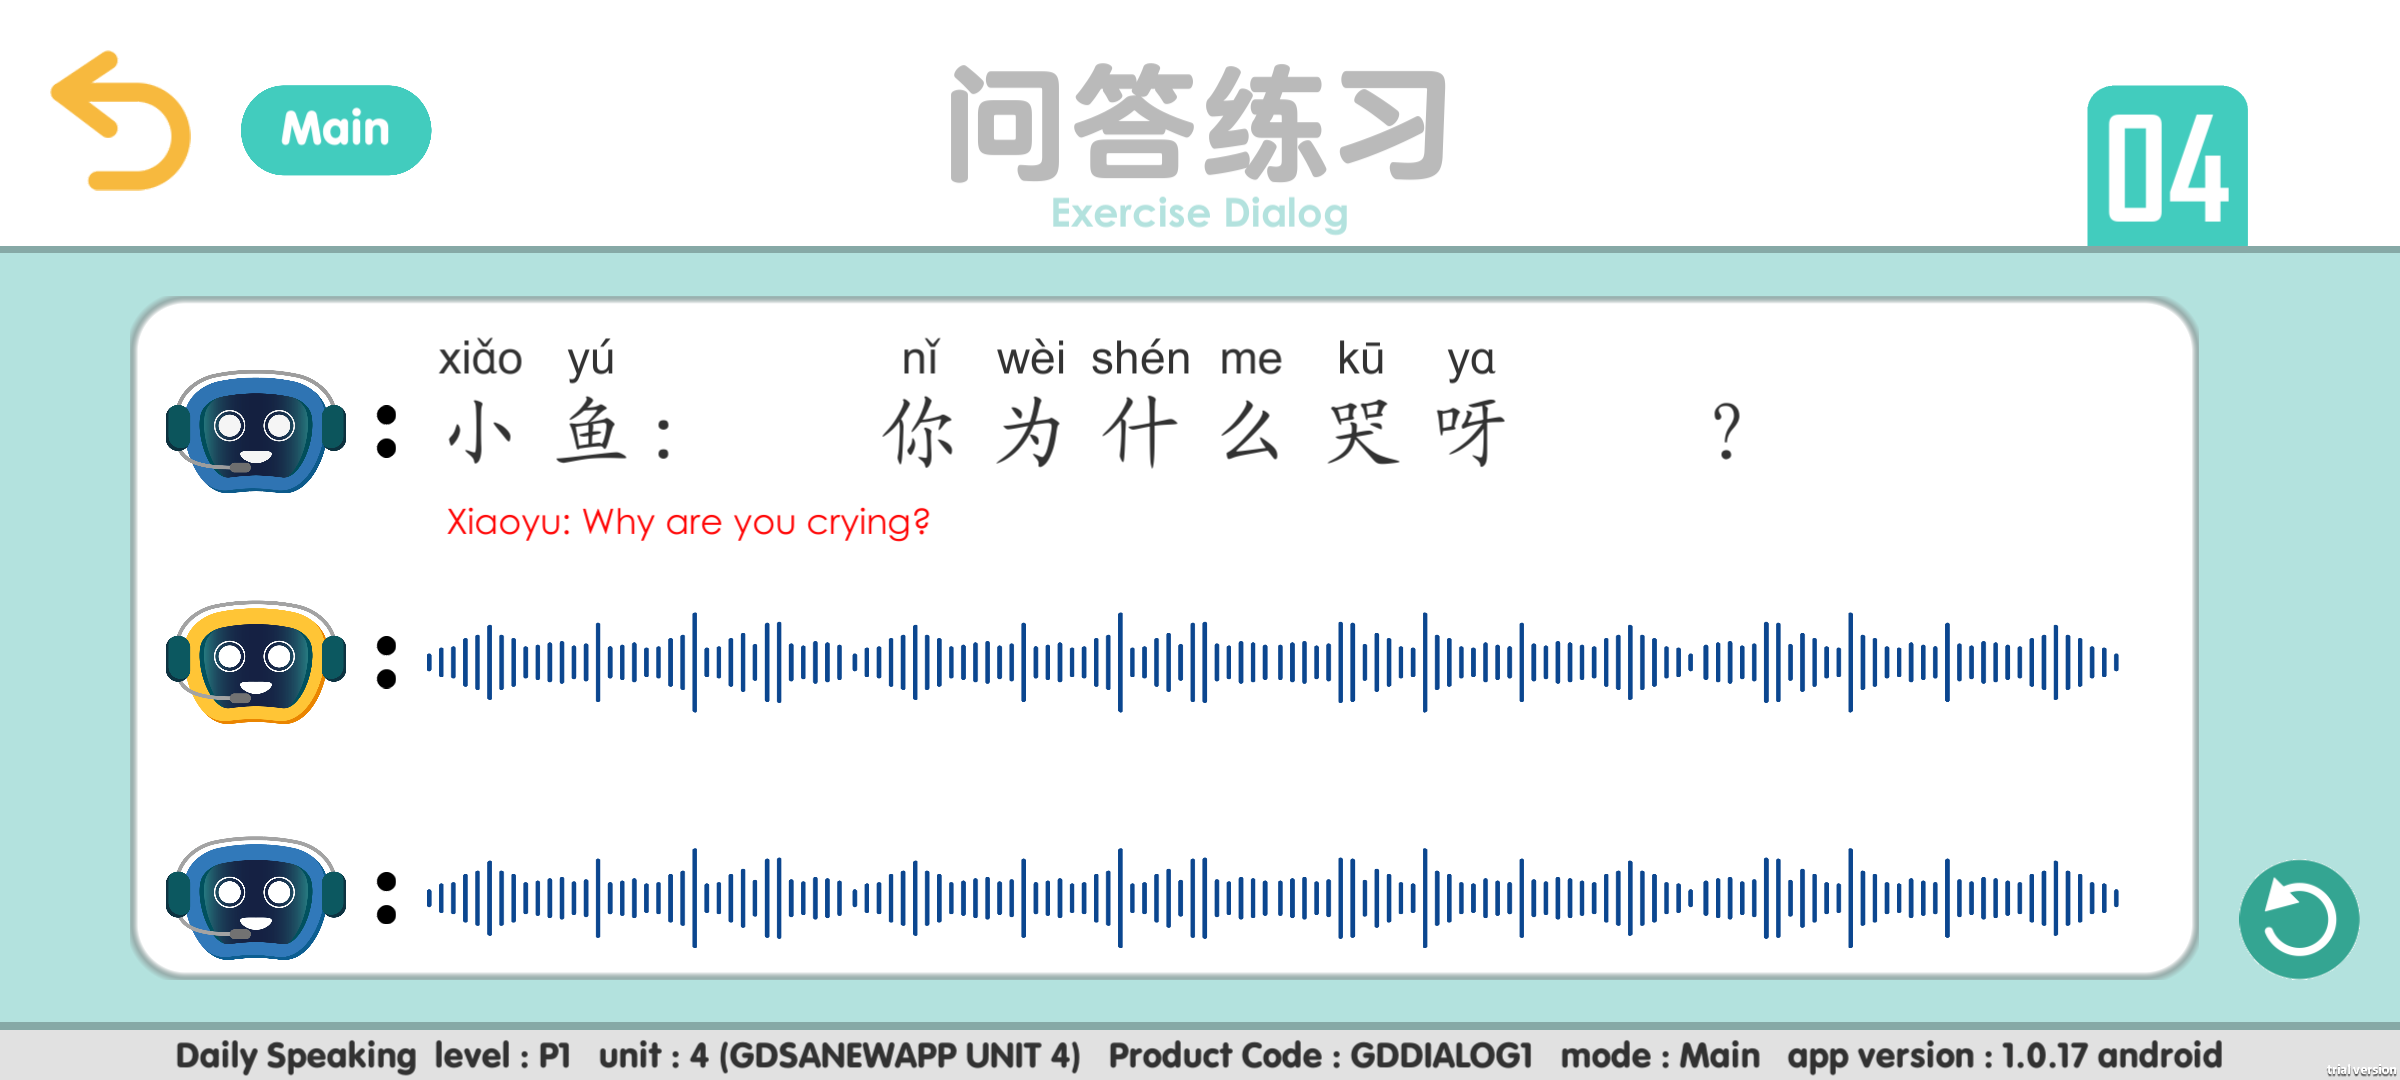 Main
问答练习
Exercise Dialog
04
xiǎo yú nǐ wèi shén me kū yɑ
小鱼: 你为什么哭呀 ?
Xiaoyu: Why are you crying?
Daily Speaking level : P1 unit : 4 (GDSANEWAPP UNIT 4) Product Code : GDDIALOG1 mode : Main app version : 1.0.17 android
trial version